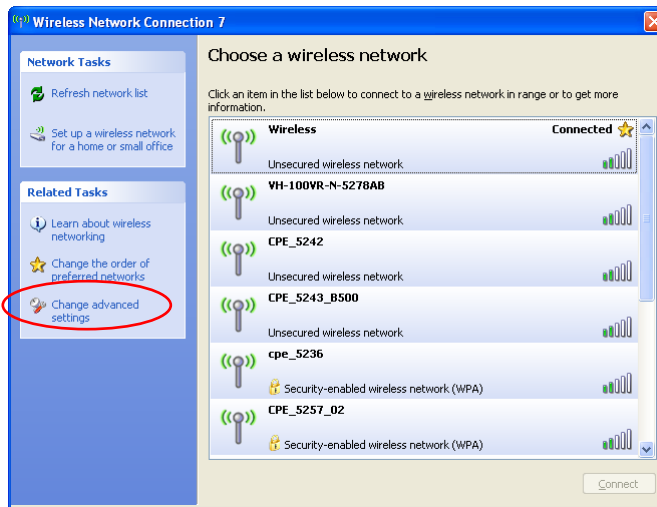 Wireless Network Connection 7
Network Tasks
Refresh network list
Set up a wireless network
for a home or small office
Related Tasks
Learn about wireless
networking
Change the order of
preferred networks
Change advanced
settings
Choose a wireless network
Click an item in the list below to connect to a wireless network in range or to get more
information.
Wireless Connected
Unsecured wireless network
VH-100VR-N-5278AB
Unsecured wireless network
CPE_5242
Unsecured wireless network
CPE_5243_B500
Unsecured wireless network
cpe_5236
Security-enabled wireless network (WPA)
CPE_5257_02
Security-enabled wireless network (WPA)
Connect